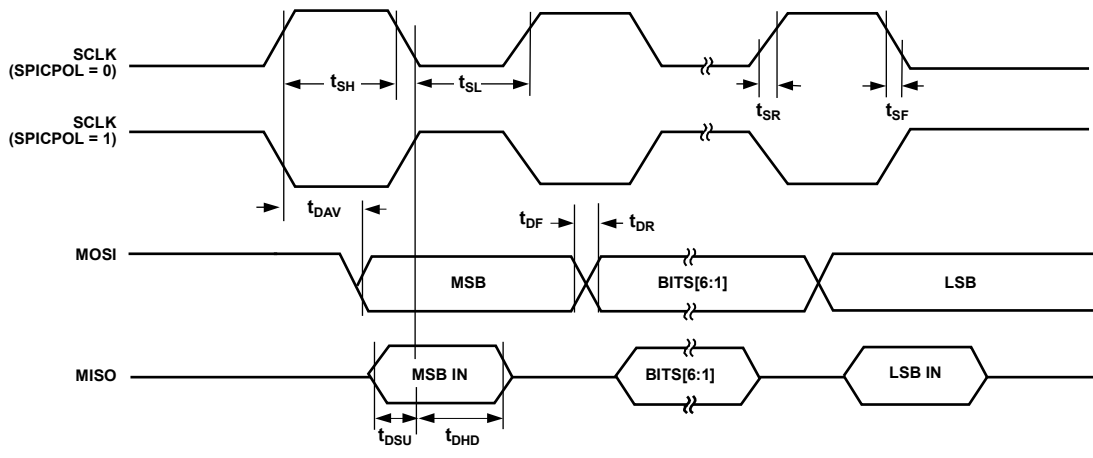 SCLK
(SPICPOL = 0)
tSH
tSL
tSR
tSF
SCLK
(SPICPOL = 1)
tDAV
tDF
tDR
MOSI
MSB
BITS[6:1]
LSB
MISO
MSB IN
BITS[6:1]
LSB IN
tDSU
tDHD